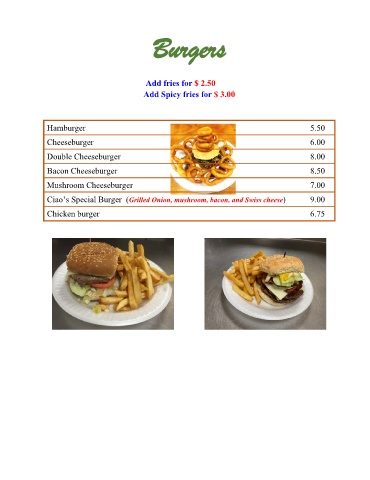 Burgers
Add fries for $ 2.50
Add Spicy fries for $ 3.00
Hamburger 5.50
Cheeseburger 6.00
Double Cheeseburger 8.00
Bacon Cheeseburger 8.50
Mushroom Cheeseburger 7.00
Ciao's Special Burger (Grilled Onion, mushroom, bacon, and Swiss cheese) 9.00
Chicken burger 6.75